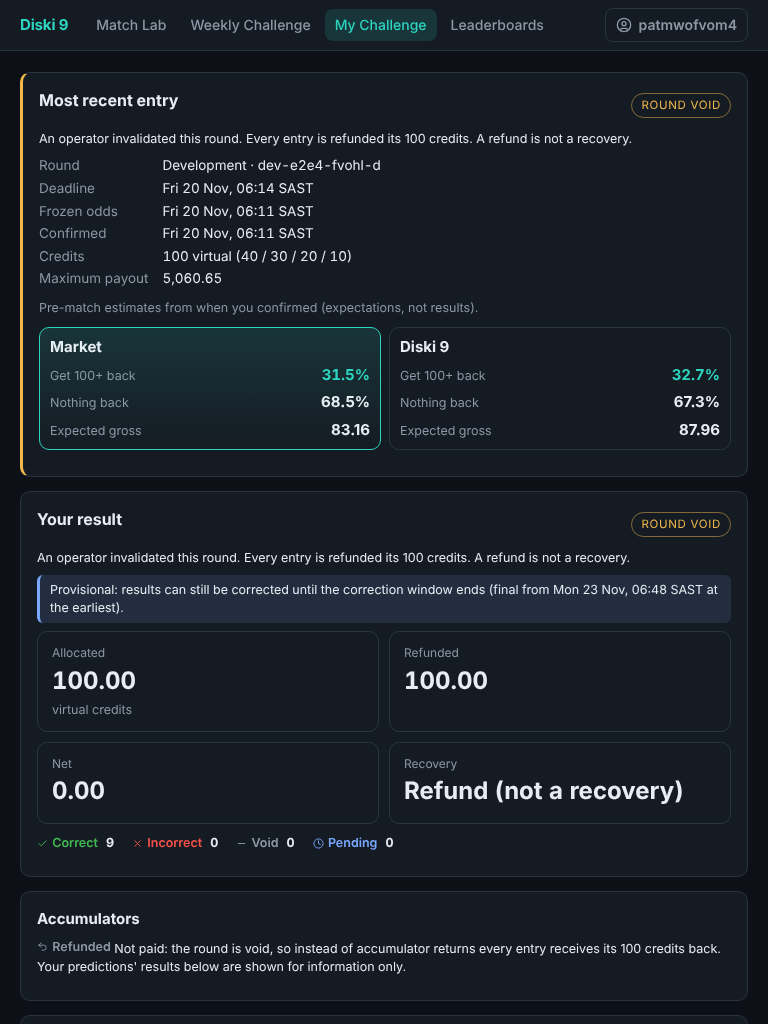 Diski 9 Match Lab Weekly Challenge My Challenge Leaderboards patmwofvom4
Most recent entry
ROUND VOID
An operator invalidated this round. Every entry is refunded its 100 credits. A refund is not a recovery.
Round Development · dev-e2e4-fvohl-d
Deadline Fri 20 Nov, 06:14 SAST
Frozen odds Fri 20 Nov, 06:11 SAST
Confirmed Fri 20 Nov, 06:11 SAST
Credits 100 virtual (40 / 30 / 20 / 10)
Maximum payout 5,060.65
Pre-match estimates from when you confirmed (expectations, not results).
Market
Get 100+ back 31.5%
Nothing back 68.5%
Expected gross 83.16
Diski 9
Get 100+ back 32.7%
Nothing back 67.3%
Expected gross 87.96
Your result
ROUND VOID
An operator invalidated this round. Every entry is refunded its 100 credits. A refund is not a recovery.
Provisional: results can still be corrected until the correction window ends (final from Mon 23 Nov, 06:48 SAST at
the earliest).
Allocated
100.00
virtual credits
Refunded
100.00
Net
0.00
Recovery
Refund (not a recovery)
Correct 9 Incorrect 0 Void 0 Pending 0
Accumulators
Refunded Not paid: the round is void, so instead of accumulator returns every entry receives its 100 credits back.
Your predictions' results below are shown for information only.